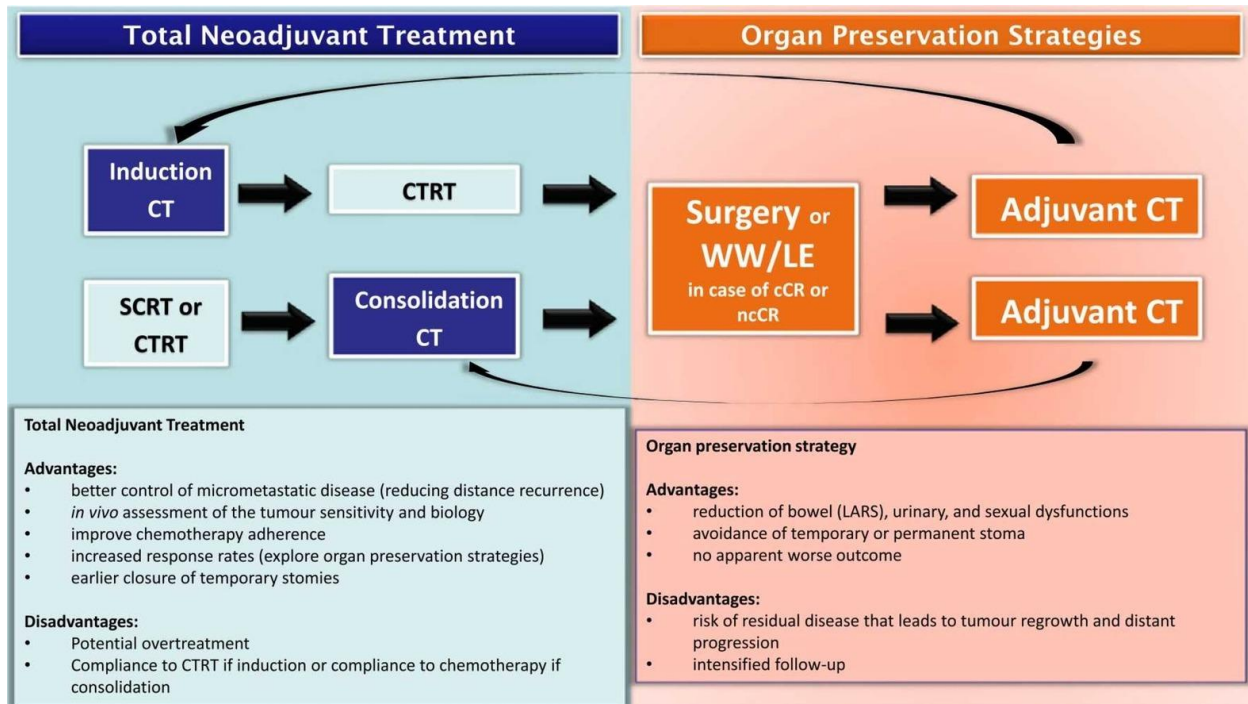 Total Neoadjuvant Treatment
Organ Preservation Strategies
Induction
CT
CTRT
Surgery or
WW/LE
in case of cCR or
ncCR
Adjuvant CT
SCRT or
CTRT
Consolidation
CT
Adjuvant CT
Total Neoadjuvant Treatment
Advantages:
• better control of micrometastatic disease (reducing distance recurrence)
• in vivo assessment of the tumour sensitivity and biology
• improve chemotherapy adherence
• increased response rates (explore organ preservation strategies)
• earlier closure of temporary stomies
Disadvantages:
• Potential overtreatment
• Compliance to CTRT if induction or compliance to chemotherapy if
consolidation
Organ preservation strategy
Advantages:
• reduction of bowel (LARS), urinary, and sexual dysfunctions
• avoidance of temporary or permanent stoma
• no apparent worse outcome
Disadvantages:
• risk of residual disease that leads to tumour regrowth and distant
progression
• intensified follow-up